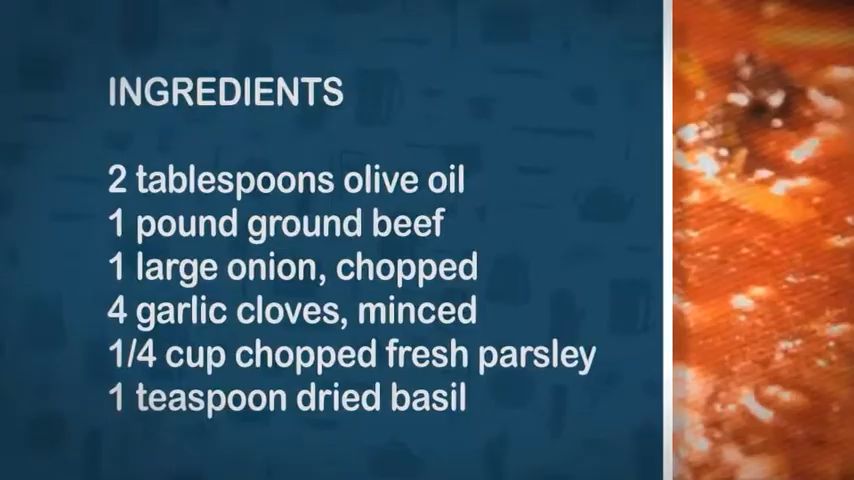 INGREDIENTS
2 tablespoons olive oil
1 pound ground beef
1 large onion, chopped
4 garlic cloves, minced
1/4 cup chopped fresh parsley
1 teaspoon dried basil